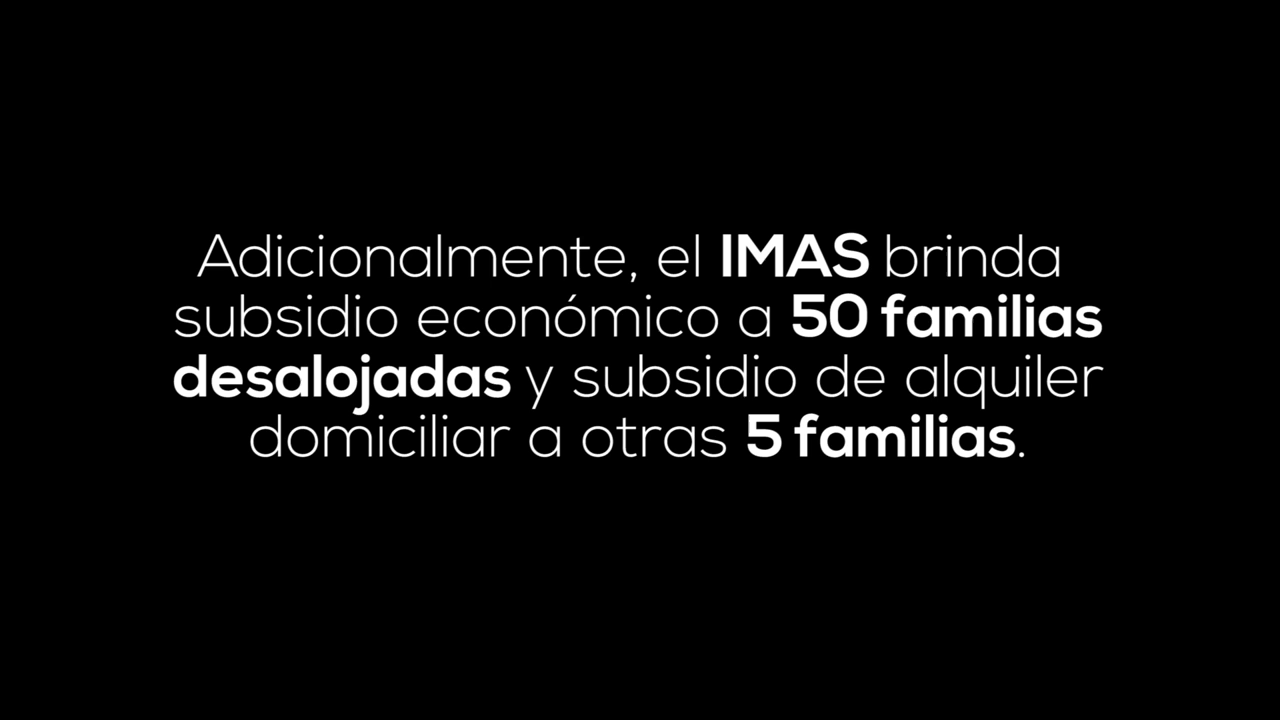 Adicionalmente, el IMAS brinda
subsidio económico a 50 familias
desalojadas y subsidio de alquiler
domiciliar a otras 5 familias.